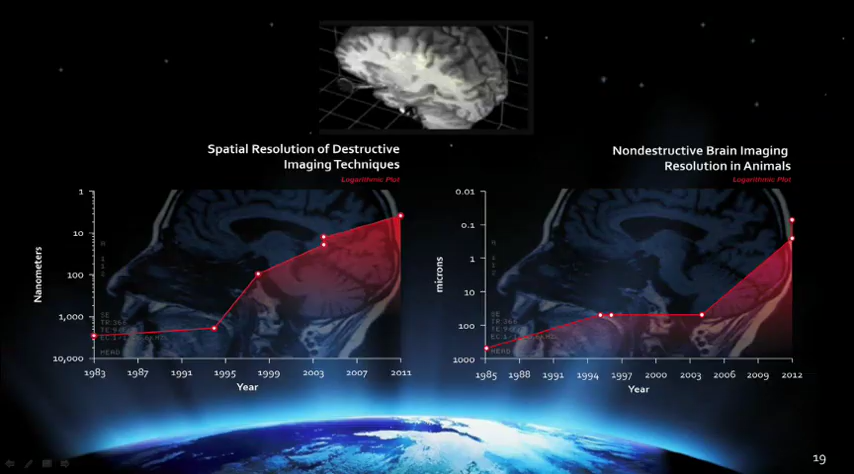 Spatial Resolution of Destructive
Imaging Techniques
Logarithmic Plot
Nanometers
1
10
100
1,000
10,000
1983 1987 1991 1995 1999 2003 2007 2011
Year
Nondestructive Brain Imaging
Resolution in Animals
Logarithmic Plot
microns
0.01
0.1
1
10
100
1000
1985 1988 1991 1994 1997 2000 2003 2006 2009 2012
Year
19